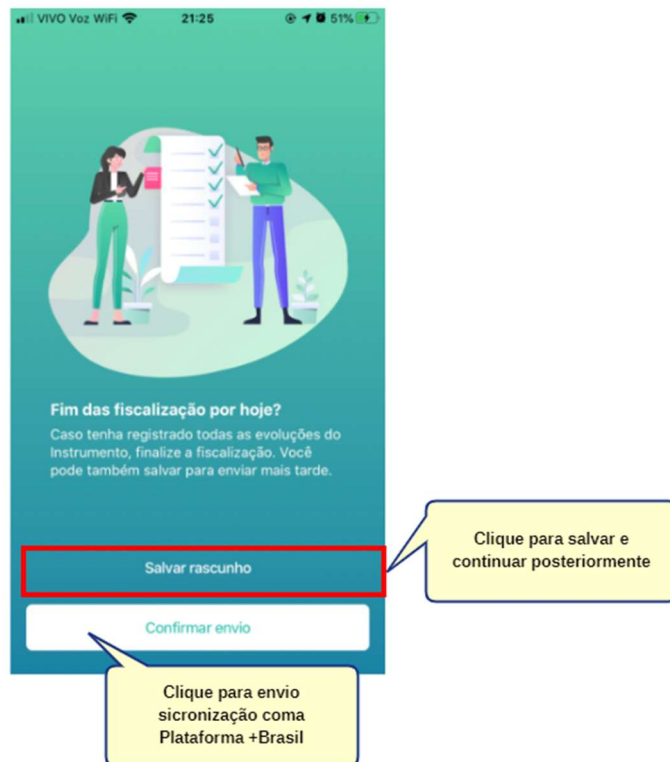 VIVO Voz WiFi 21:25 51%
Fim das fiscalização por hoje?
Caso tenha registrado todas as evoluções do
Instrumento, finalize a fiscalização. Você
pode também salvar para enviar mais tarde.
Salvar rascunho
Clique para salvar e
continuar posteriormente
Confirmar envio
Clique para envio
sicronização coma
Plataforma +Brasil